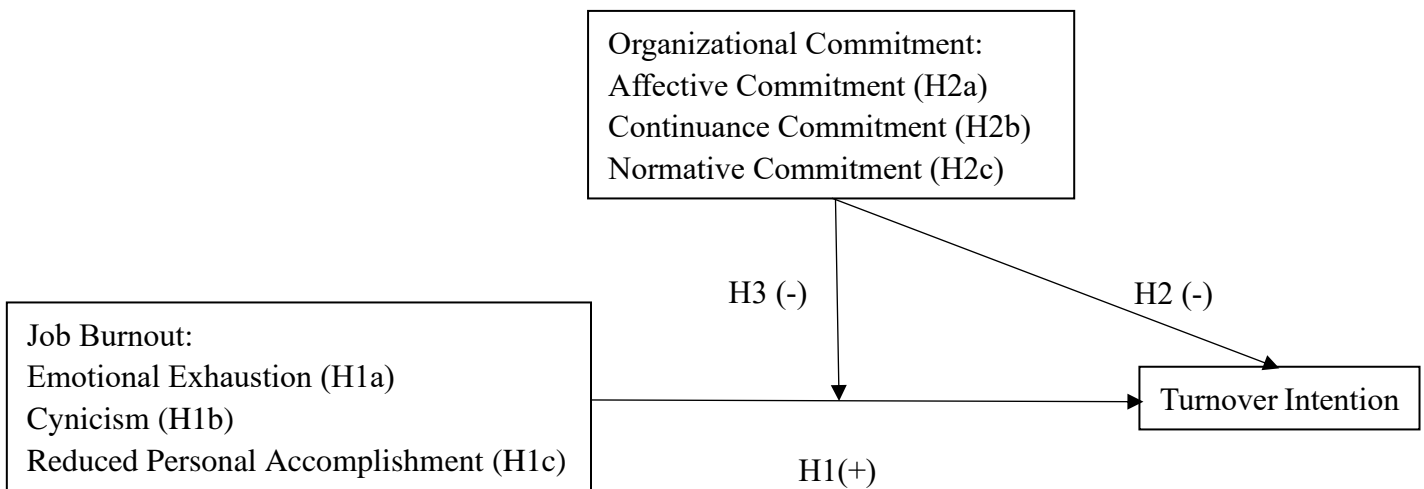 Organizational Commitment:
Affective Commitment (H2a)
Continuance Commitment (H2b)
Normative Commitment (H2c)
H3 (-)
H2 (-)
Job Burnout:
Emotional Exhaustion (H1a)
Cynicism (H1b)
Reduced Personal Accomplishment (H1c)
Turnover Intention
H1(+)